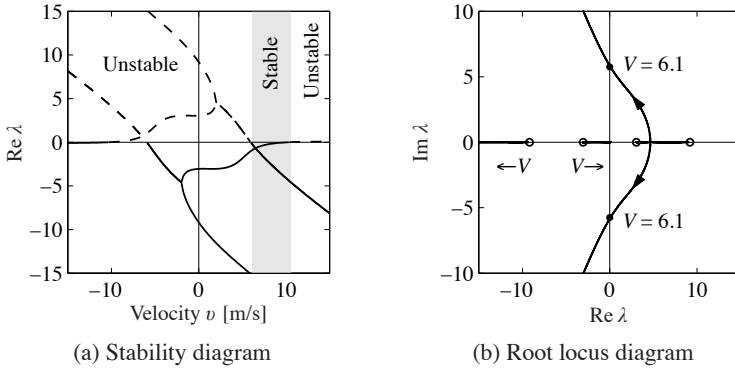 15
10
5
0
−5
−10
−15
Re λ
Unstable
Stable
Unstable
−10
0
10
Velocity v [m/s]
(a) Stability diagram
10
5
0
−5
−10
Im λ
V = 6.1
←V
V→
V = 6.1
−10
0
10
Re λ
(b) Root locus diagram